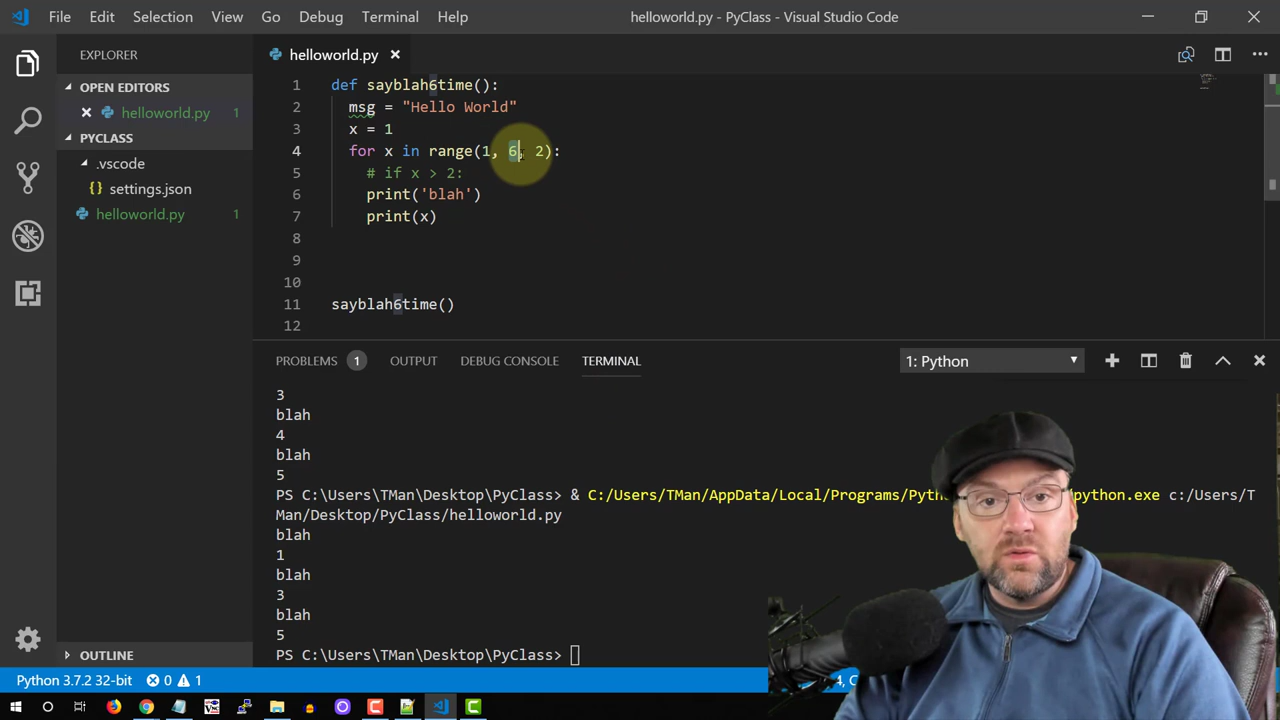 File Edit Selection View Go Debug Terminal Help
helloworld.py - PyClass - Visual Studio Code
EXPLORER
OPEN EDITORS
helloworld.py 1
PYCLASS
.vscode
{} settings.json
helloworld.py 1
OUTLINE
helloworld.py
1 def sayblah6time():
2 msg = "Hello World"
3 x = 1
4 for x in range(1, 6, 2):
5 # if x > 2:
6 print('blah')
7 print(x)
8
9
10
11 sayblah6time()
12
PROBLEMS 1 OUTPUT DEBUG CONSOLE TERMINAL
1: Python
3
blah
4
blah
5
PS C:\Users\TMan\Desktop\PyClass> & C:/Users/TMan/AppData/Local/Programs/Pyth python.exe c:/Users/T
Man/Desktop/PyClass/helloworld.py
blah
1
blah
3
blah
5
PS C:\Users\TMan\Desktop\PyClass>
Python 3.7.2 32-bit 0 1